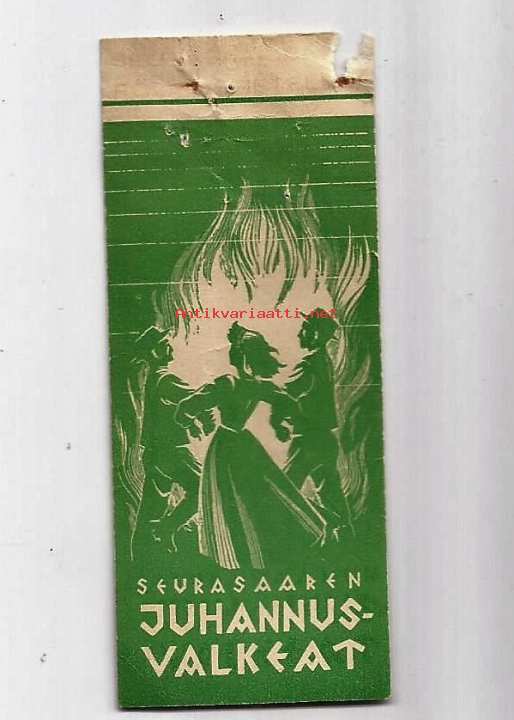 Antikvariaatti.net
SEURASAAREN
JUHANNUS-
VALKEAT